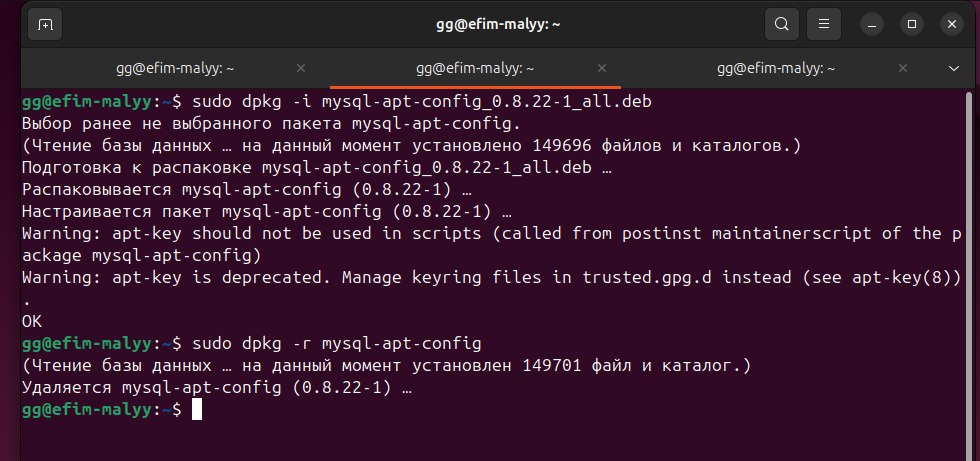 gg@efim-malyy: ~
gg@efim-malyy: ~ gg@efim-malyy: ~ gg@efim-malyy: ~
gg@efim-malyy:~$ sudo dpkg -i mysql-apt-config_0.8.22-1_all.deb
Выбор ранее не выбранного пакета mysql-apt-config.
(Чтение базы данных … на данный момент установлено 149696 файлов и каталогов.)
Подготовка к распаковке mysql-apt-config_0.8.22-1_all.deb …
Распаковывается mysql-apt-config (0.8.22-1) …
Настраивается пакет mysql-apt-config (0.8.22-1) …
Warning: apt-key should not be used in scripts (called from postinst maintainerscript of the p
ackage mysql-apt-config)
Warning: apt-key is deprecated. Manage keyring files in trusted.gpg.d instead (see apt-key(8))
.
OK
gg@efim-malyy:~$ sudo dpkg -r mysql-apt-config
(Чтение базы данных … на данный момент установлен 149701 файл и каталог.)
Удаляется mysql-apt-config (0.8.22-1) …
gg@efim-malyy:~$